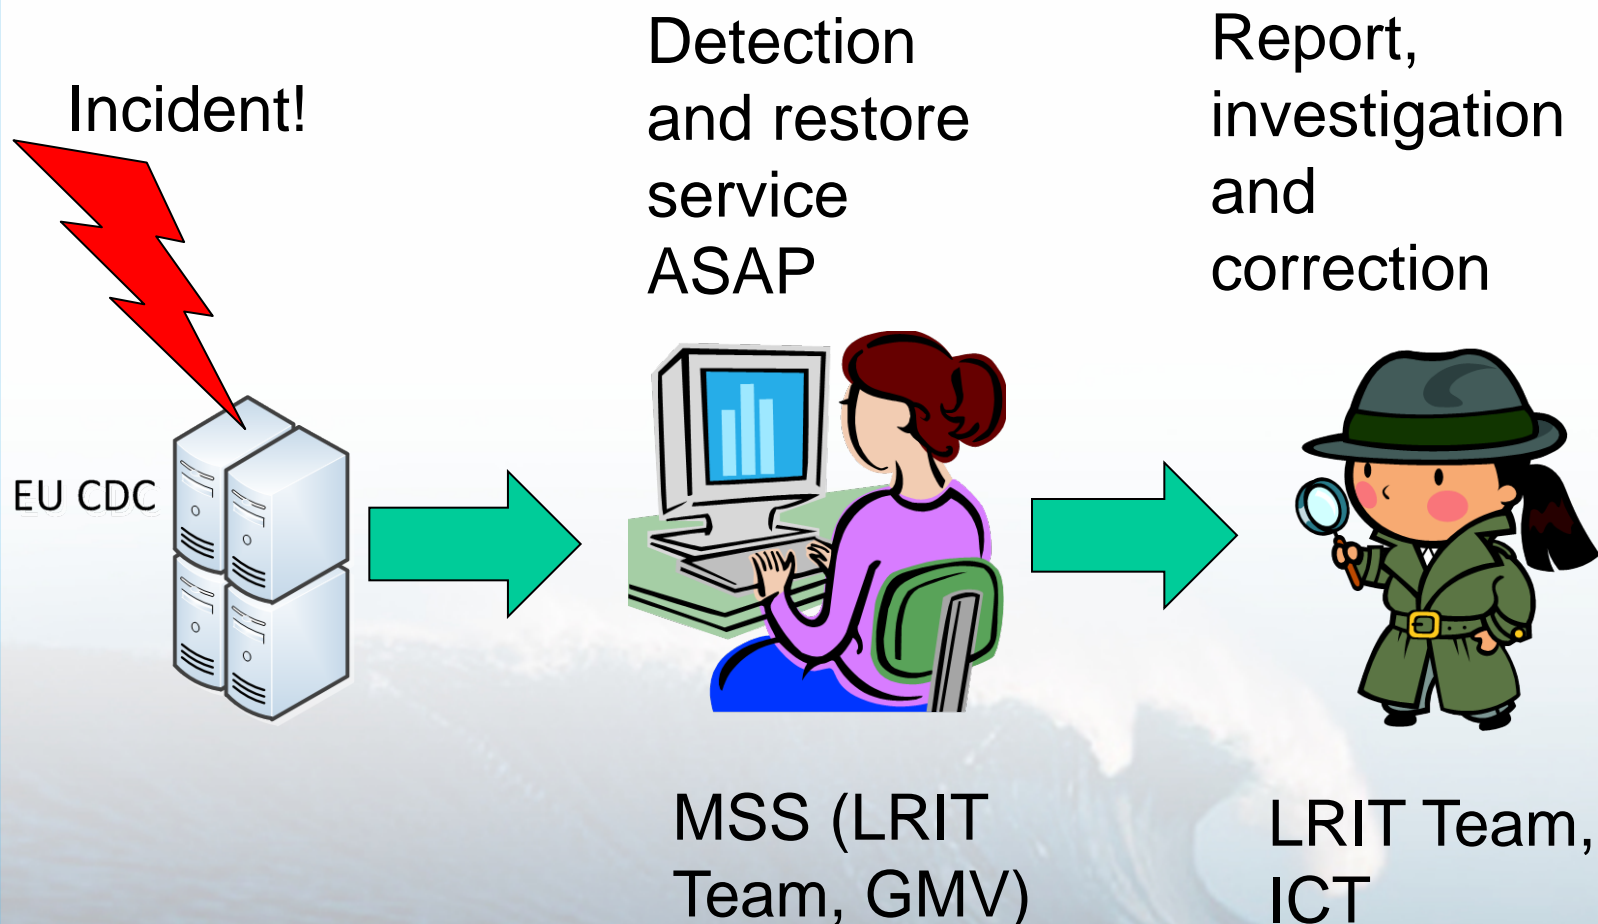 Incident!
EU CDC
Detection
and restore
service
ASAP
MSS (LRIT
Team, GMV)
Report,
investigation
and
correction
LRIT Team,
ICT